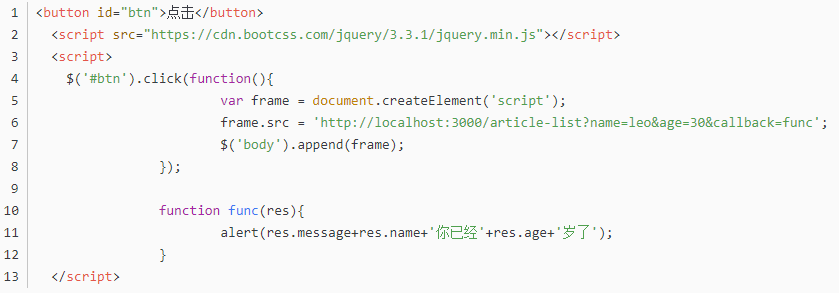 1 <button id="btn">点击</button>
2 <script src="https://cdn.bootcss.com/jquery/3.3.1/jquery.min.js"></script>
3 <script>
4 $('#btn').click(function(){
5 var frame = document.createElement('script');
6 frame.src = 'http://localhost:3000/article-list?name=leo&age=30&callback=func';
7 $('body').append(frame);
8 });
9
10 function func(res){
11 alert(res.message+res.name+'你已经'+res.age+'岁了');
12 }
13 </script>